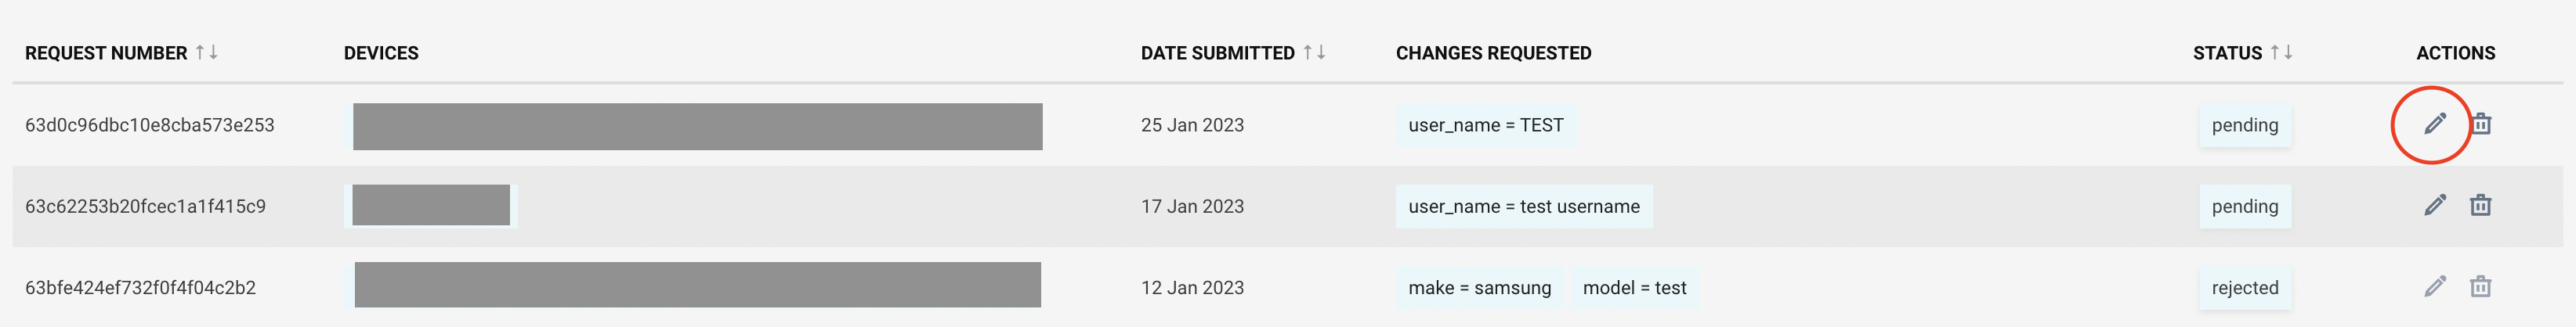 REQUEST NUMBER ↑↓ DEVICES DATE SUBMITTED ↑↓ CHANGES REQUESTED STATUS ↑↓ ACTIONS
63d0c96dbc10e8cba573e253 25 Jan 2023 user_name = TEST pending
63c62253b20fcec1a1f415c9 17 Jan 2023 user_name = test username pending
63bfe424ef732f0f4f04c2b2 12 Jan 2023 make = samsung model = test rejected